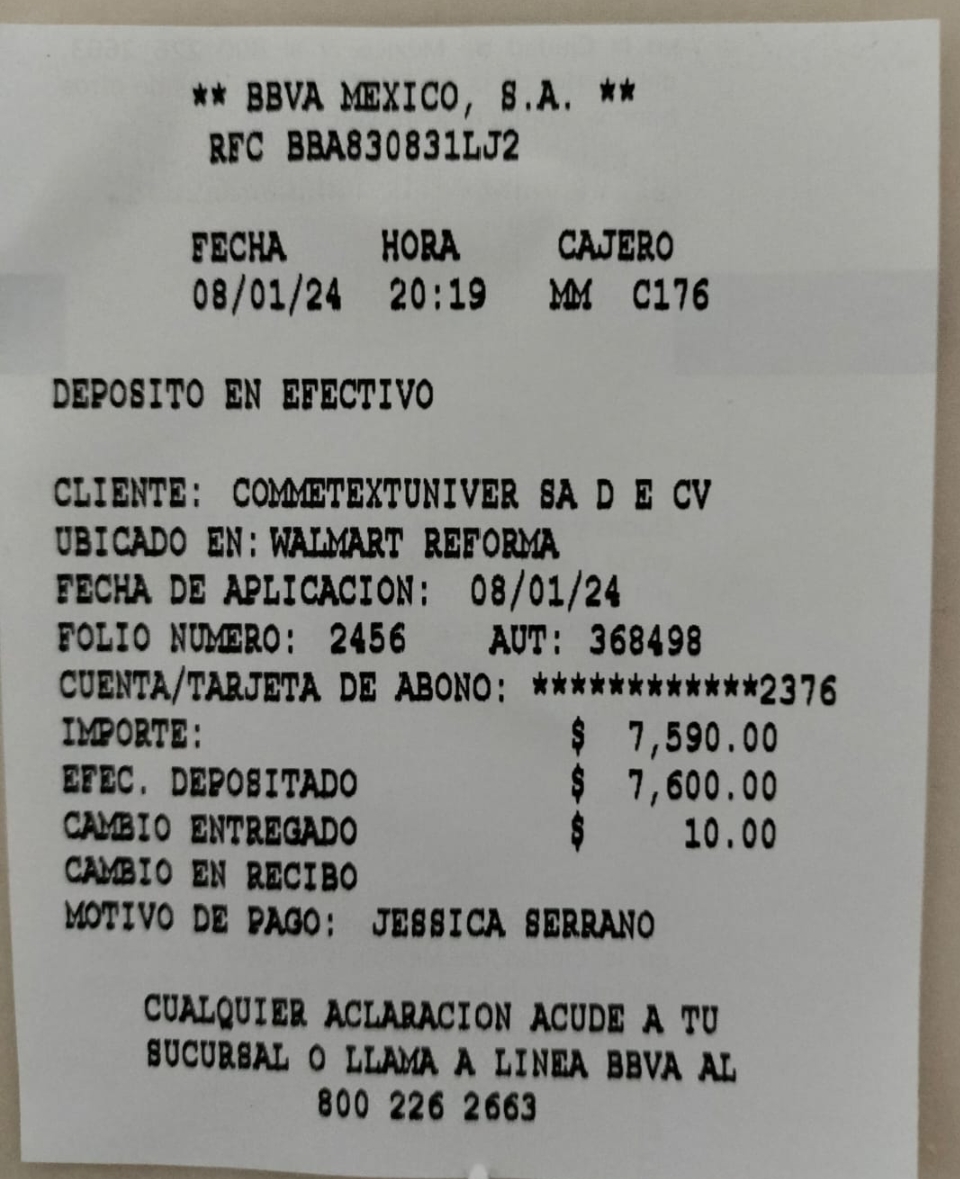 ** BBVA MEXICO, S.A. **
RFC BBA830831LJ2
FECHA HORA CAJERO
08/01/24 20:19 MM C176
DEPOSITO EN EFECTIVO
CLIENTE: COMMETEXTUNIVER SA D E CV
UBICADO EN: WALMART REFORMA
FECHA DE APLICACION: 08/01/24
FOLIO NUMERO: 2456 AUT: 368498
CUENTA/TARJETA DE ABONO: ************2376
IMPORTE: $ 7,590.00
EFEC. DEPOSITADO $ 7,600.00
CAMBIO ENTREGADO $ 10.00
CAMBIO EN RECIBO
MOTIVO DE PAGO: JESSICA SERRANO
CUALQUIER ACLARACION ACUDE A TU
SUCURSAL O LLAMA A LINEA BBVA AL
800 226 2663